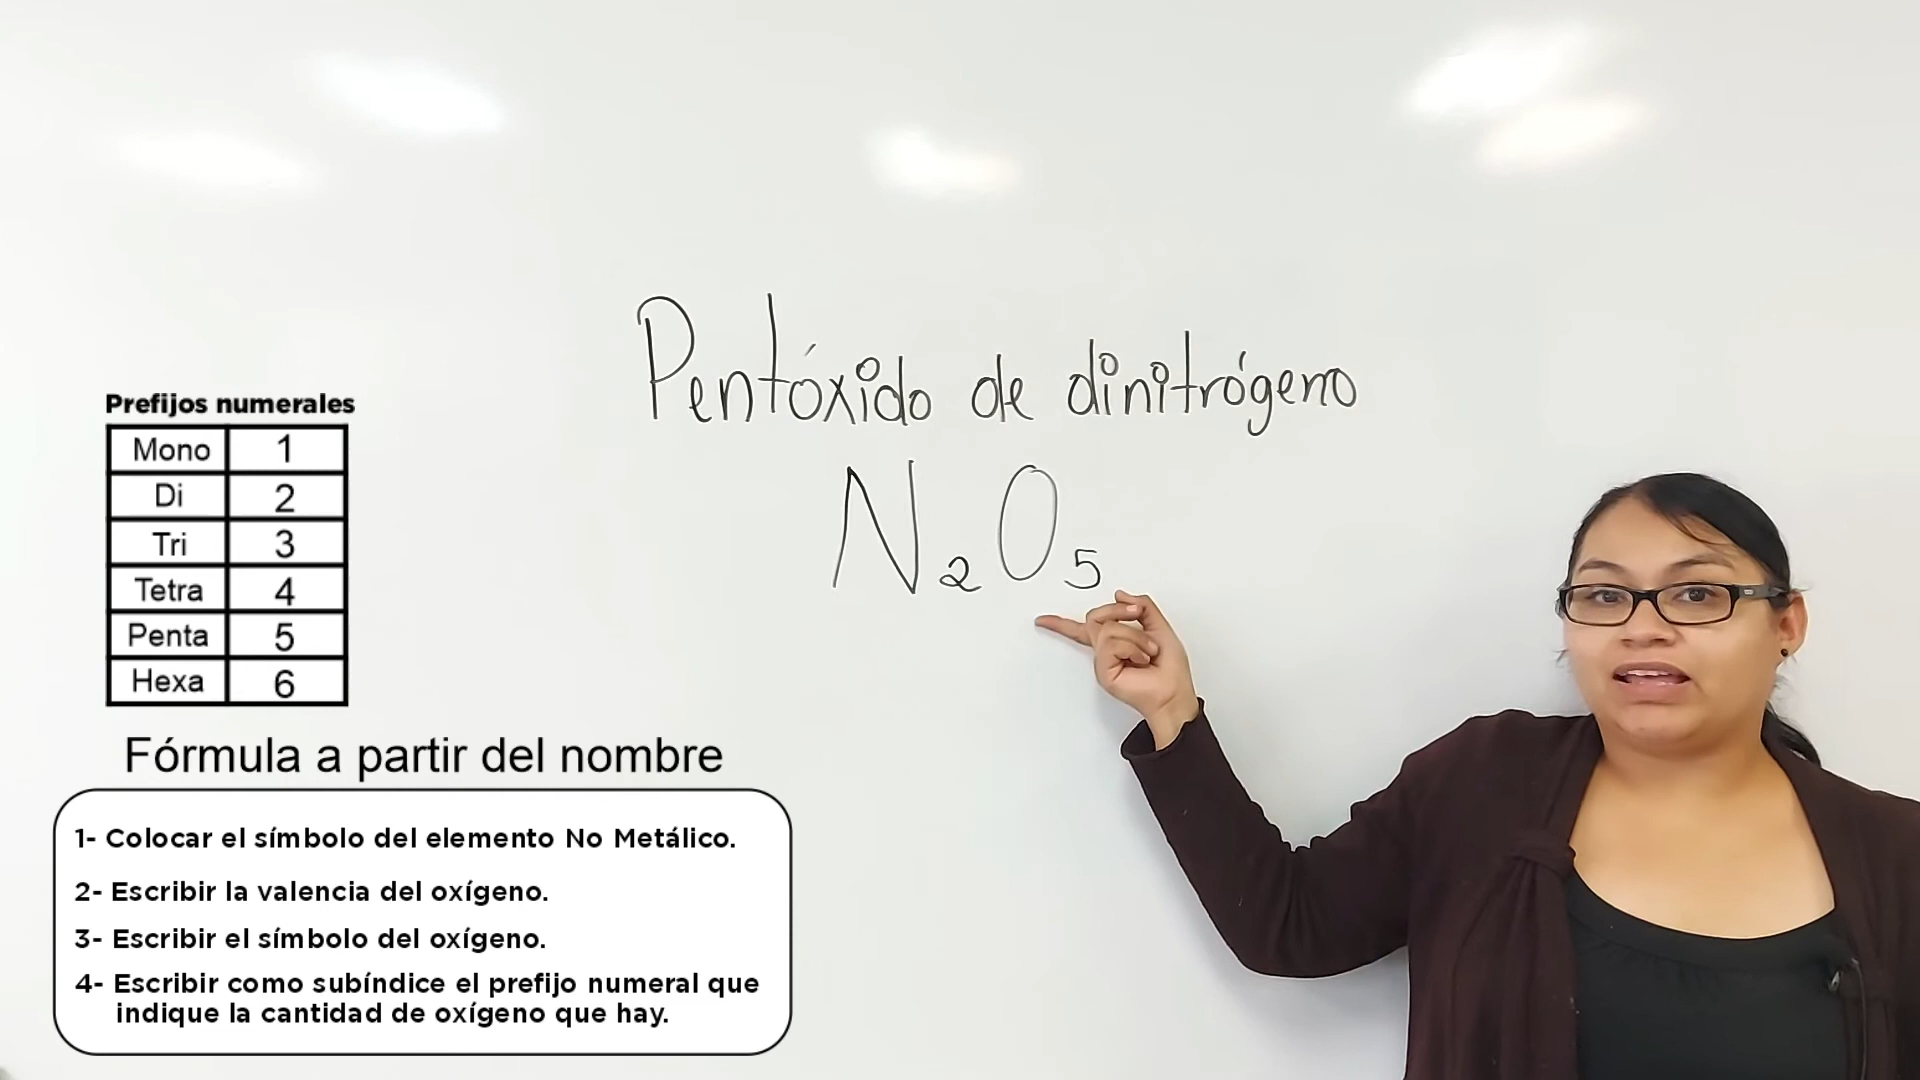 Pentóxido de dinitrógeno
N₂O₅
Prefijos numerales
Mono 1
Di 2
Tri 3
Tetra 4
Penta 5
Hexa 6
Fórmula a partir del nombre
1- Colocar el símbolo del elemento No Metálico.
2- Escribir la valencia del oxígeno.
3- Escribir el símbolo del oxígeno.
4- Escribir como subíndice el prefijo numeral que
indique la cantidad de oxígeno que hay.